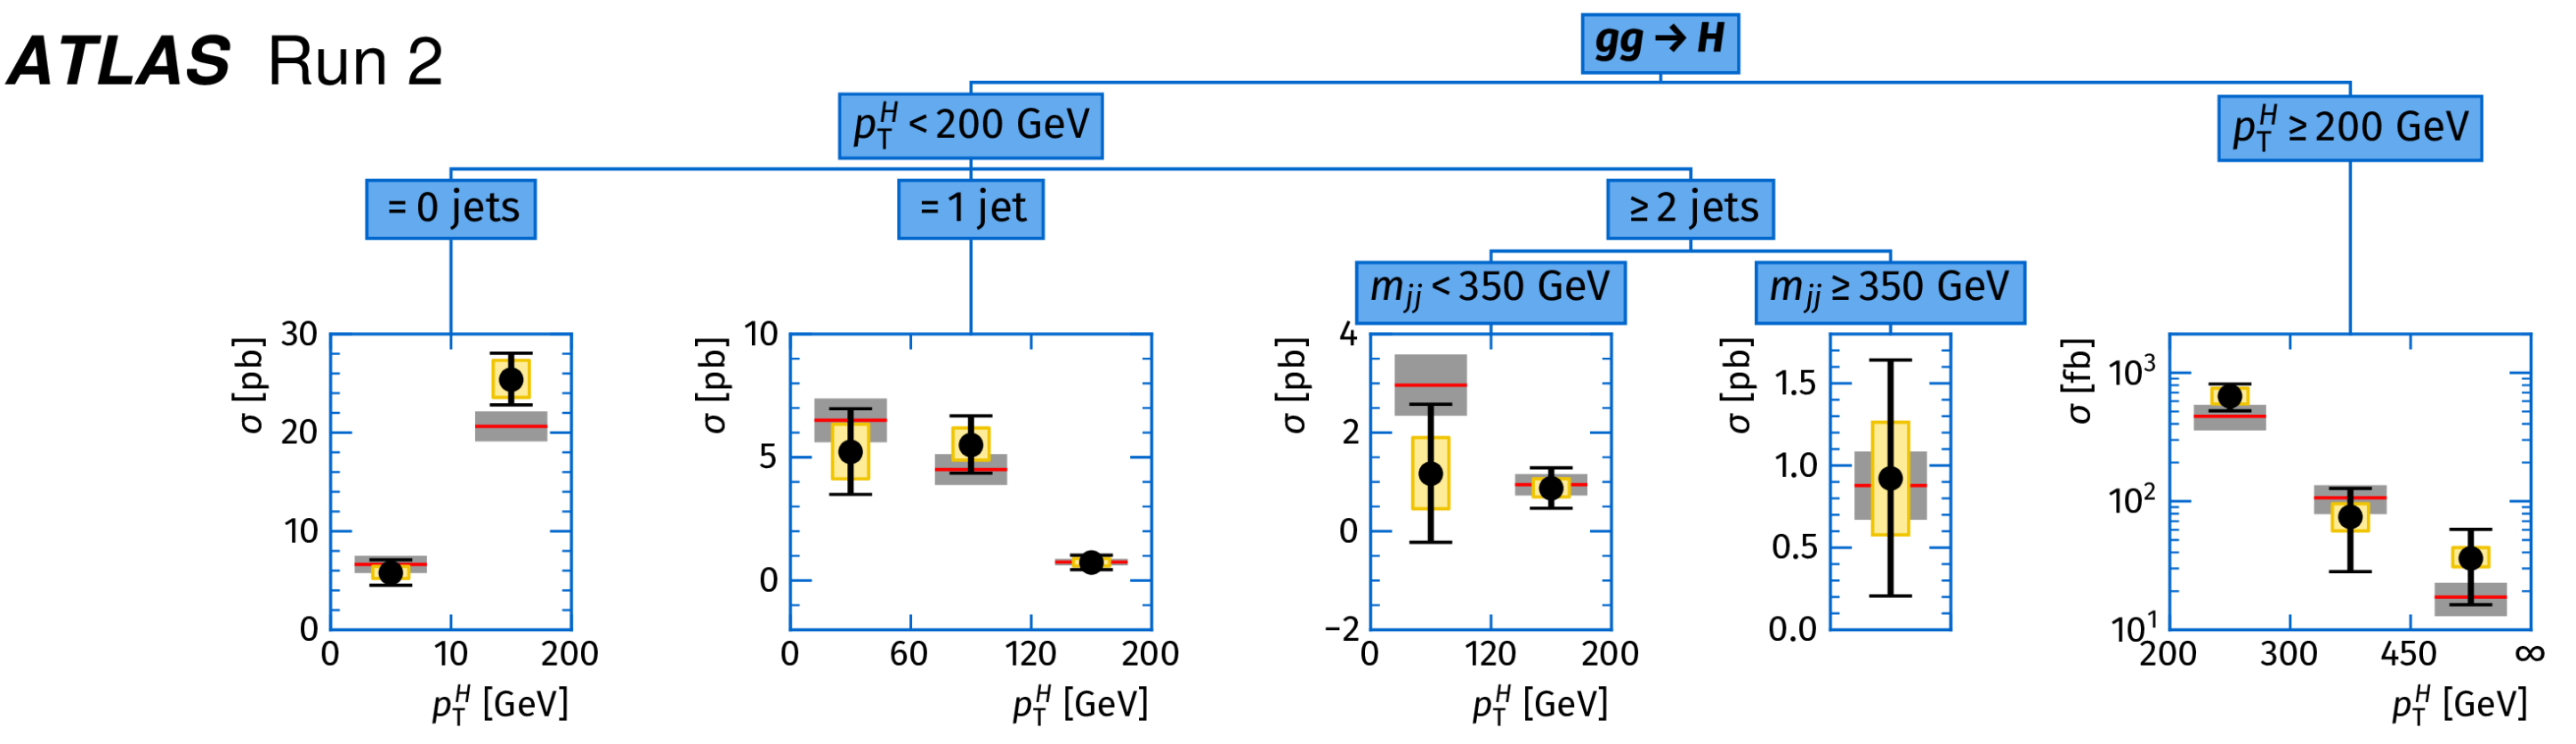 ATLAS Run 2
gg → H
p_T^H < 200 GeV
p_T^H ≥ 200 GeV
= 0 jets
= 1 jet
≥ 2 jets
m_jj < 350 GeV
m_jj ≥ 350 GeV
σ [pb]
30
20
10
0
0 10 200
p_T^H [GeV]
σ [pb]
10
5
0
0 60 120 200
p_T^H [GeV]
σ [pb]
4
2
0
−2
0 120 200
p_T^H [GeV]
σ [pb]
1.5
1.0
0.5
0.0
σ [fb]
10^3
10^2
10^1
200 300 450 ∞
p_T^H [GeV]